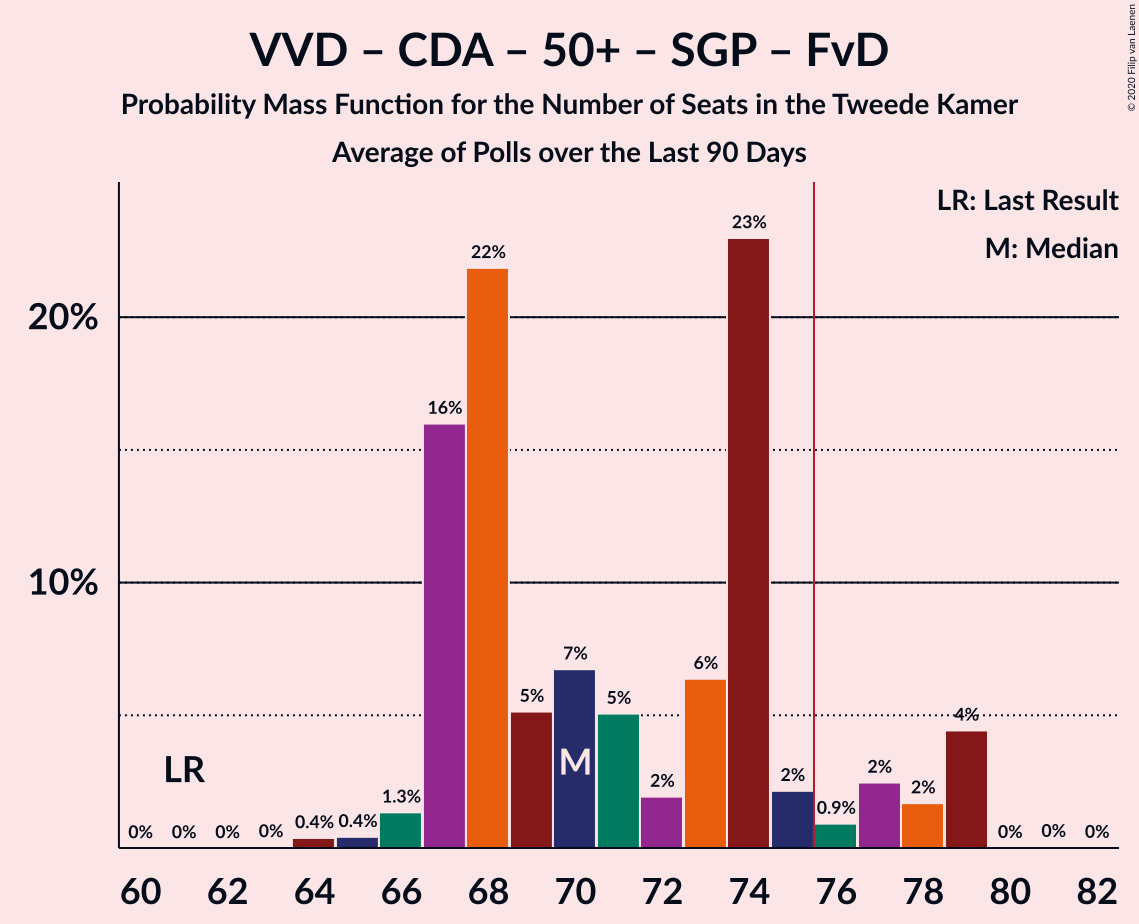 VVD – CDA – 50+ – SGP – FvD
Probability Mass Function for the Number of Seats in the Tweede Kamer
Average of Polls over the Last 90 Days
© 2020 Filip van Laenen
LR: Last Result
M: Median
20%
10%
0% 0% 0% 0% 0.4% 0.4% 1.3% 16% 22% 5% 7% 5% 2% 6% 23% 2% 0.9% 2% 2% 4% 0% 0% 0%
LR
M
60 62 64 66 68 70 72 74 76 78 80 82